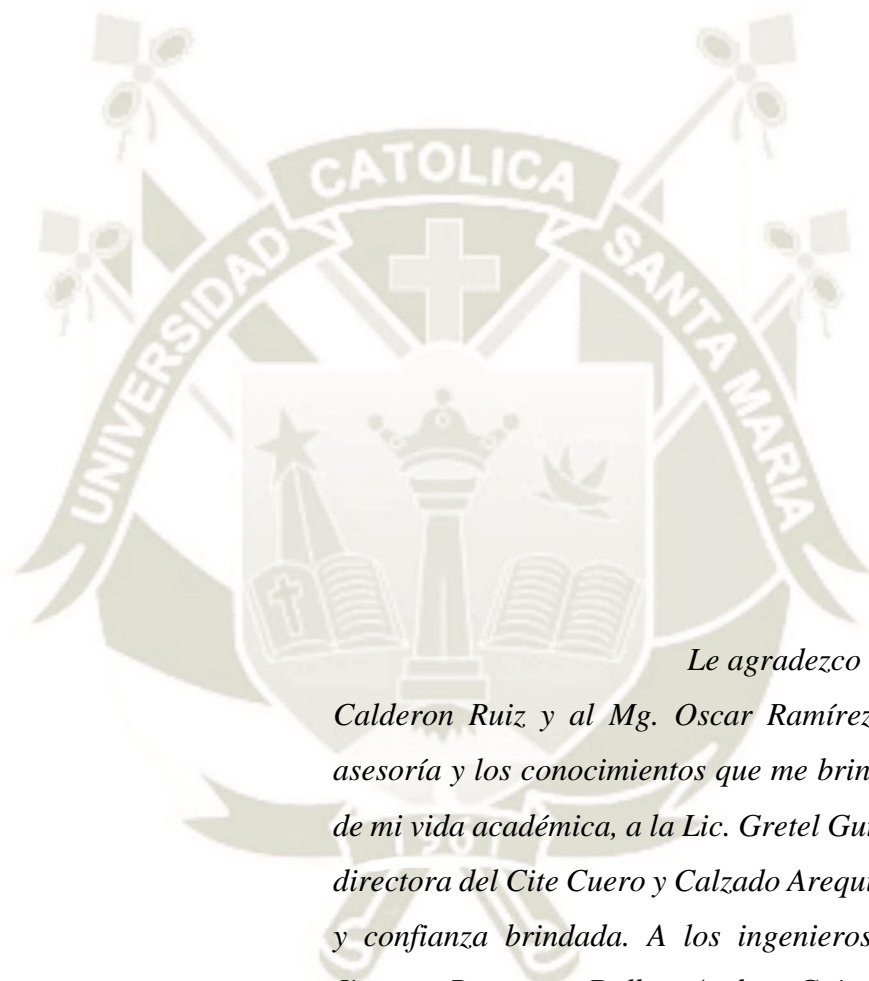 UNIVERSIDAD CATOLICA SANTA MARIA
Le agradezco
Calderon Ruiz y al Mg. Oscar Ramírez
asesoría y los conocimientos que me brin
de mi vida académica, a la Lic. Gretel Gui
directora del Cite Cuero y Calzado Arequi
y confianza brindada. A los ingenieros